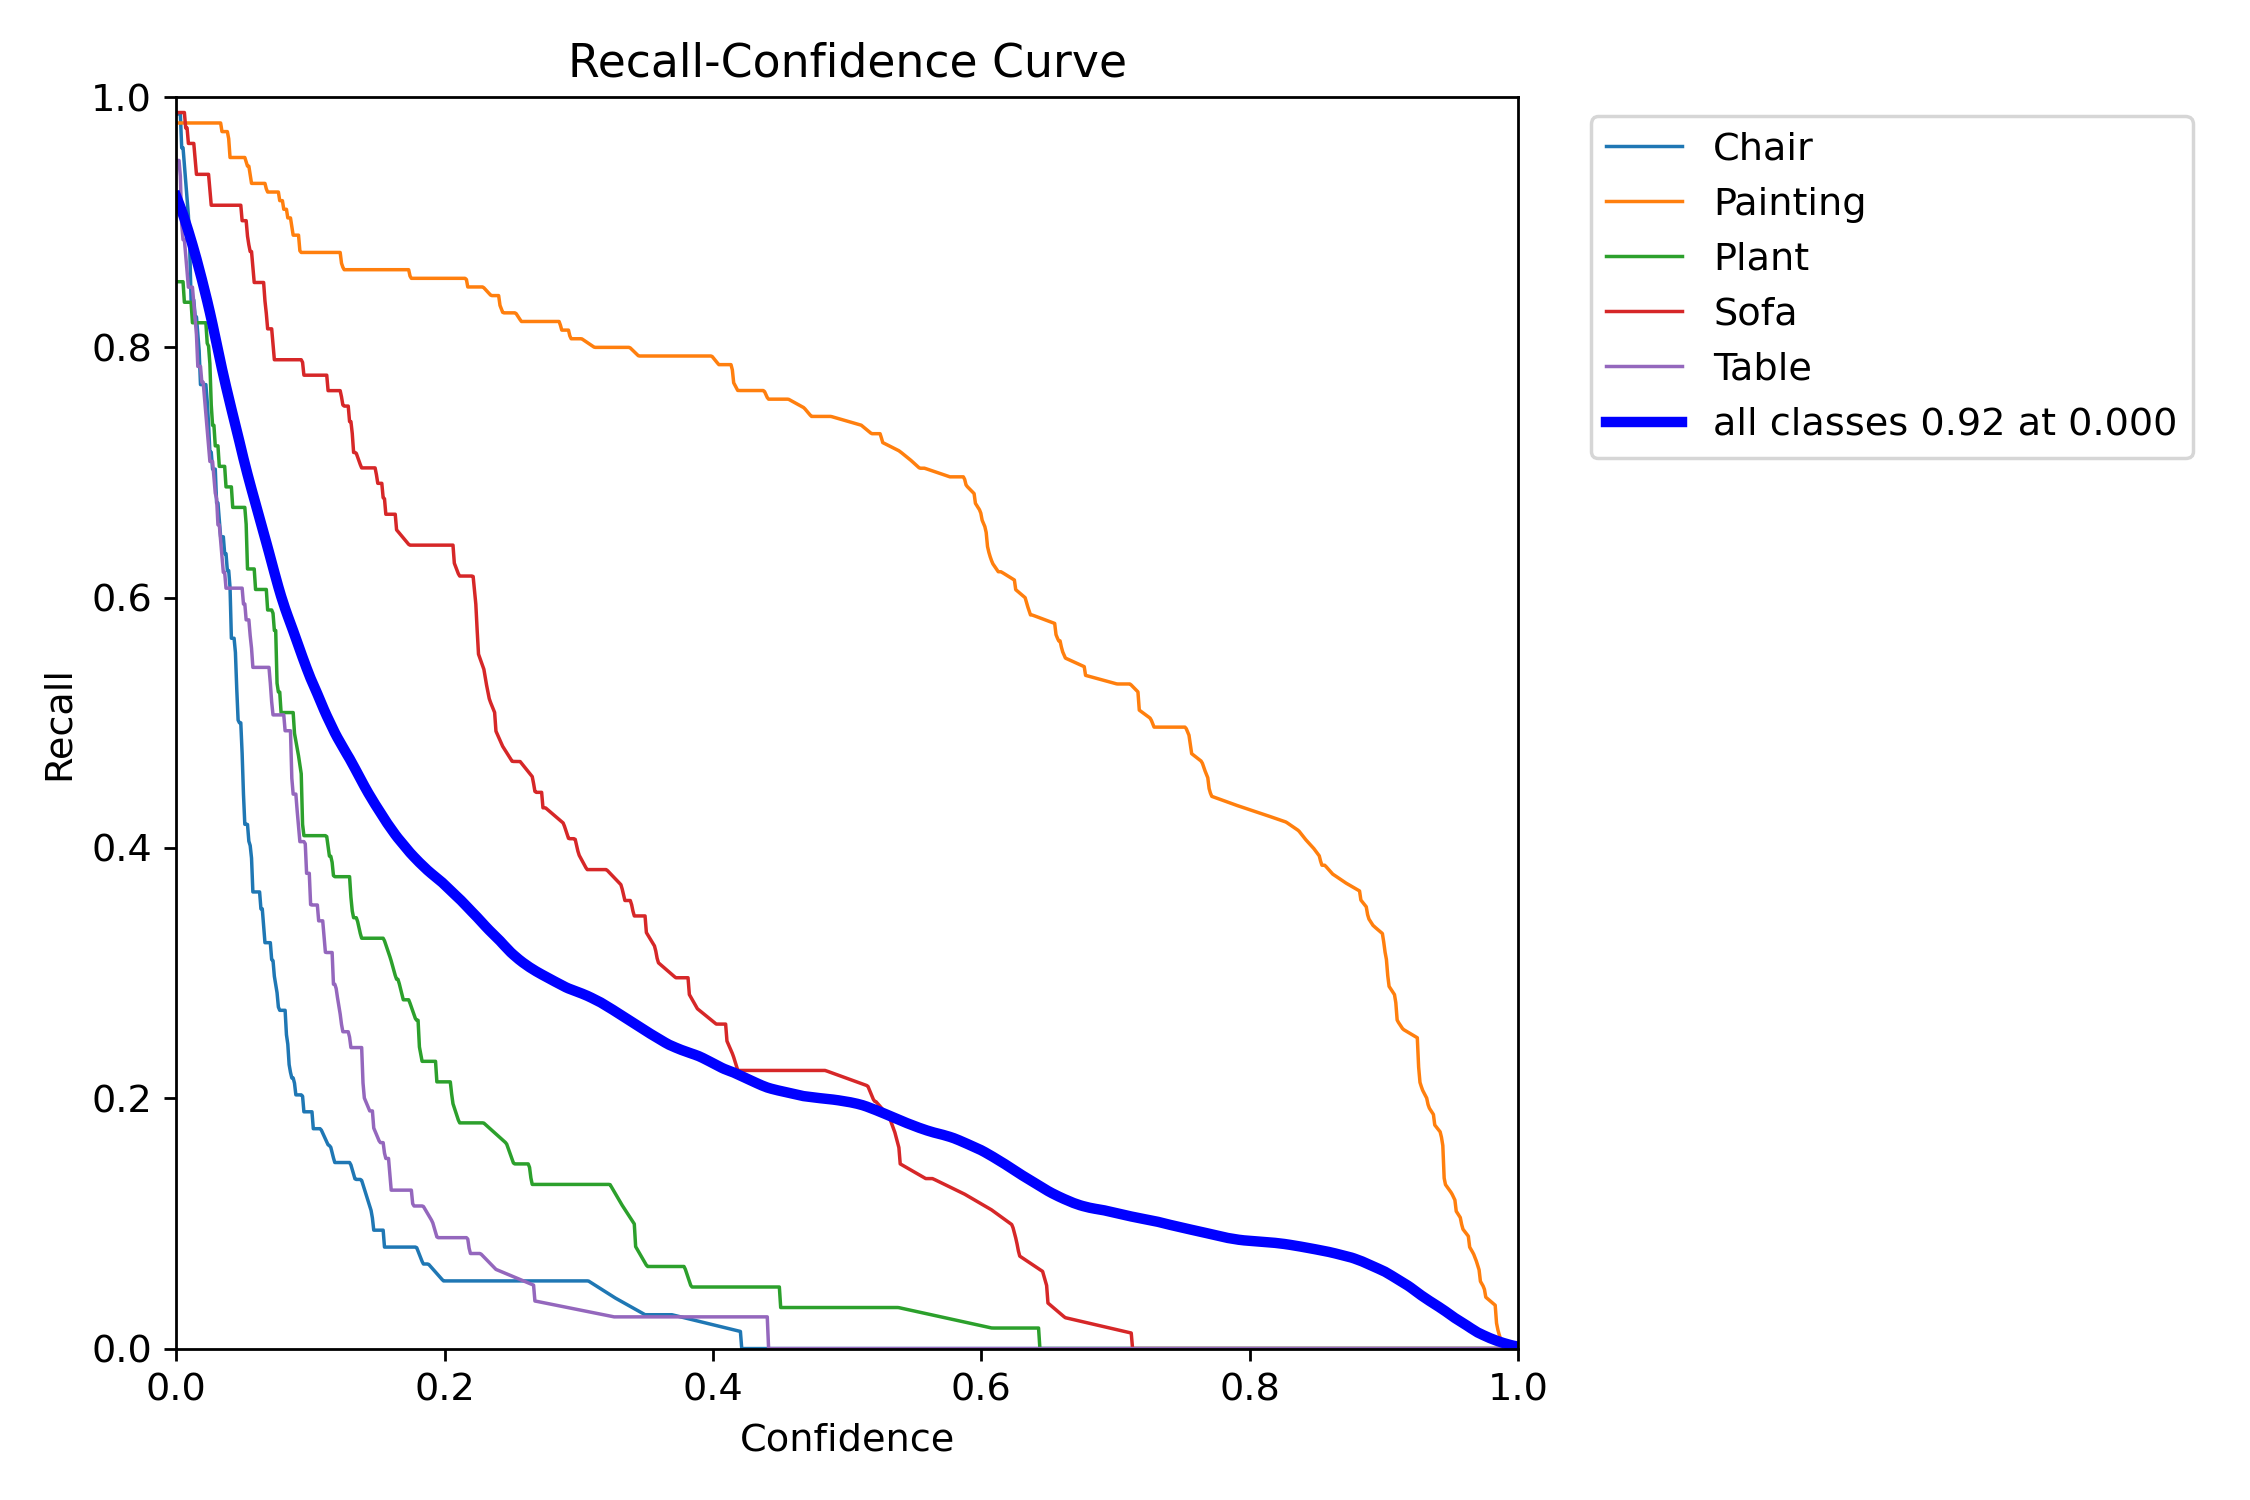 Recall-Confidence Curve
1.0
0.8
0.6
0.4
0.2
0.0
Recall
0.0 0.2 0.4 0.6 0.8 1.0
Confidence
Chair
Painting
Plant
Sofa
Table
all classes 0.92 at 0.000